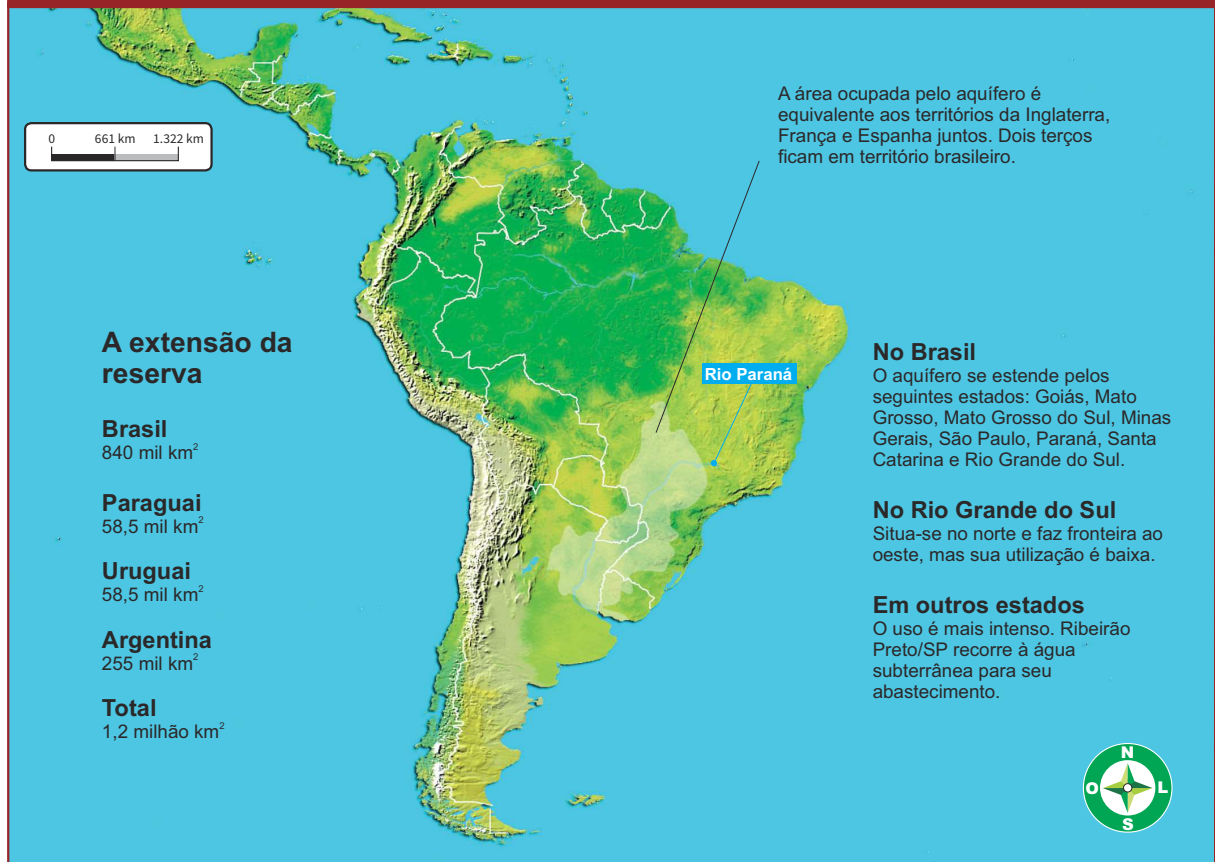 0 661 km 1.322 km
A área ocupada pelo aquífero é
equivalente aos territórios da Inglaterra,
França e Espanha juntos. Dois terços
ficam em território brasileiro.
A extensão da
reserva
Brasil
840 mil km²
Paraguai
58,5 mil km²
Uruguai
58,5 mil km²
Argentina
255 mil km²
Total
1,2 milhão km²
Rio Paraná
No Brasil
O aquífero se estende pelos
seguintes estados: Goiás, Mato
Grosso, Mato Grosso do Sul, Minas
Gerais, São Paulo, Paraná, Santa
Catarina e Rio Grande do Sul.
No Rio Grande do Sul
Situa-se no norte e faz fronteira ao
oeste, mas sua utilização é baixa.
Em outros estados
O uso é mais intenso. Ribeirão
Preto/SP recorre à água
subterrânea para seu
abastecimento.
N
O L
S